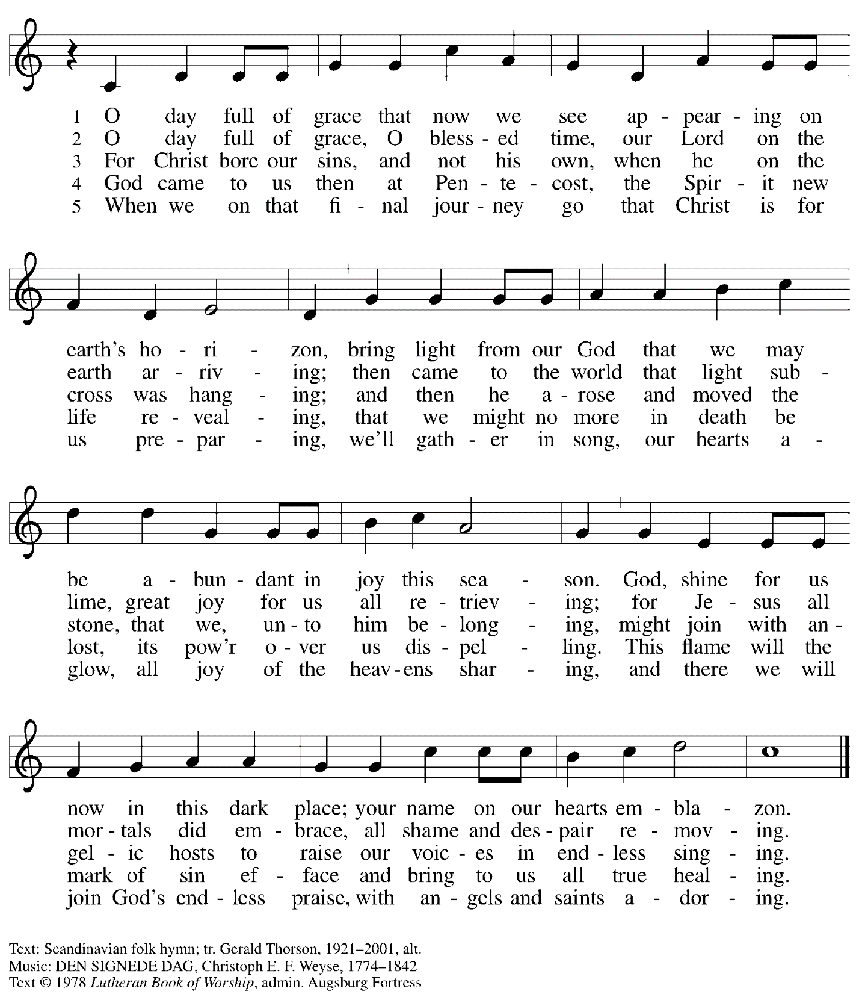 1 O day full of grace that now we see ap - pear - ing on
2 O day full of grace, O bless - ed time, our Lord on the
3 For Christ bore our sins, and not his own, when he on the
4 God came to us then at Pen - te - cost, the Spir - it new
5 When we on that fi - nal jour - ney go that Christ is for
earth's ho - ri - zon, bring light from our God that we may
earth ar - riv - ing; then came to the world that light sub -
cross was hang - ing; and then he a - rose and moved the
life re - veal - ing, that we might no more in death be
us pre - par - ing, we'll gath - er in song, our hearts a -
be a - bun - dant in joy this sea - son. God, shine for us
lime, great joy for us all re - triev - ing; for Je - sus all
stone, that we, un - to him be - long - ing, might join with an -
lost, its pow'r o - ver us dis - pel - ling. This flame will the
glow, all joy of the heav - ens shar - ing, and there we will
now in this dark place; your name on our hearts em - bla - zon.
mor - tals did em - brace, all shame and des - pair re - mov - ing.
gel - ic hosts to raise our voic - es in end - less sing - ing.
mark of sin ef - face and bring to us all true heal - ing.
join God's end - less praise, with an - gels and saints a - dor - ing.
Text: Scandinavian folk hymn; tr. Gerald Thorson, 1921–2001, alt.
Music: DEN SIGNEDE DAG, Christoph E. F. Weyse, 1774–1842
Text © 1978 Lutheran Book of Worship, admin. Augsburg Fortress